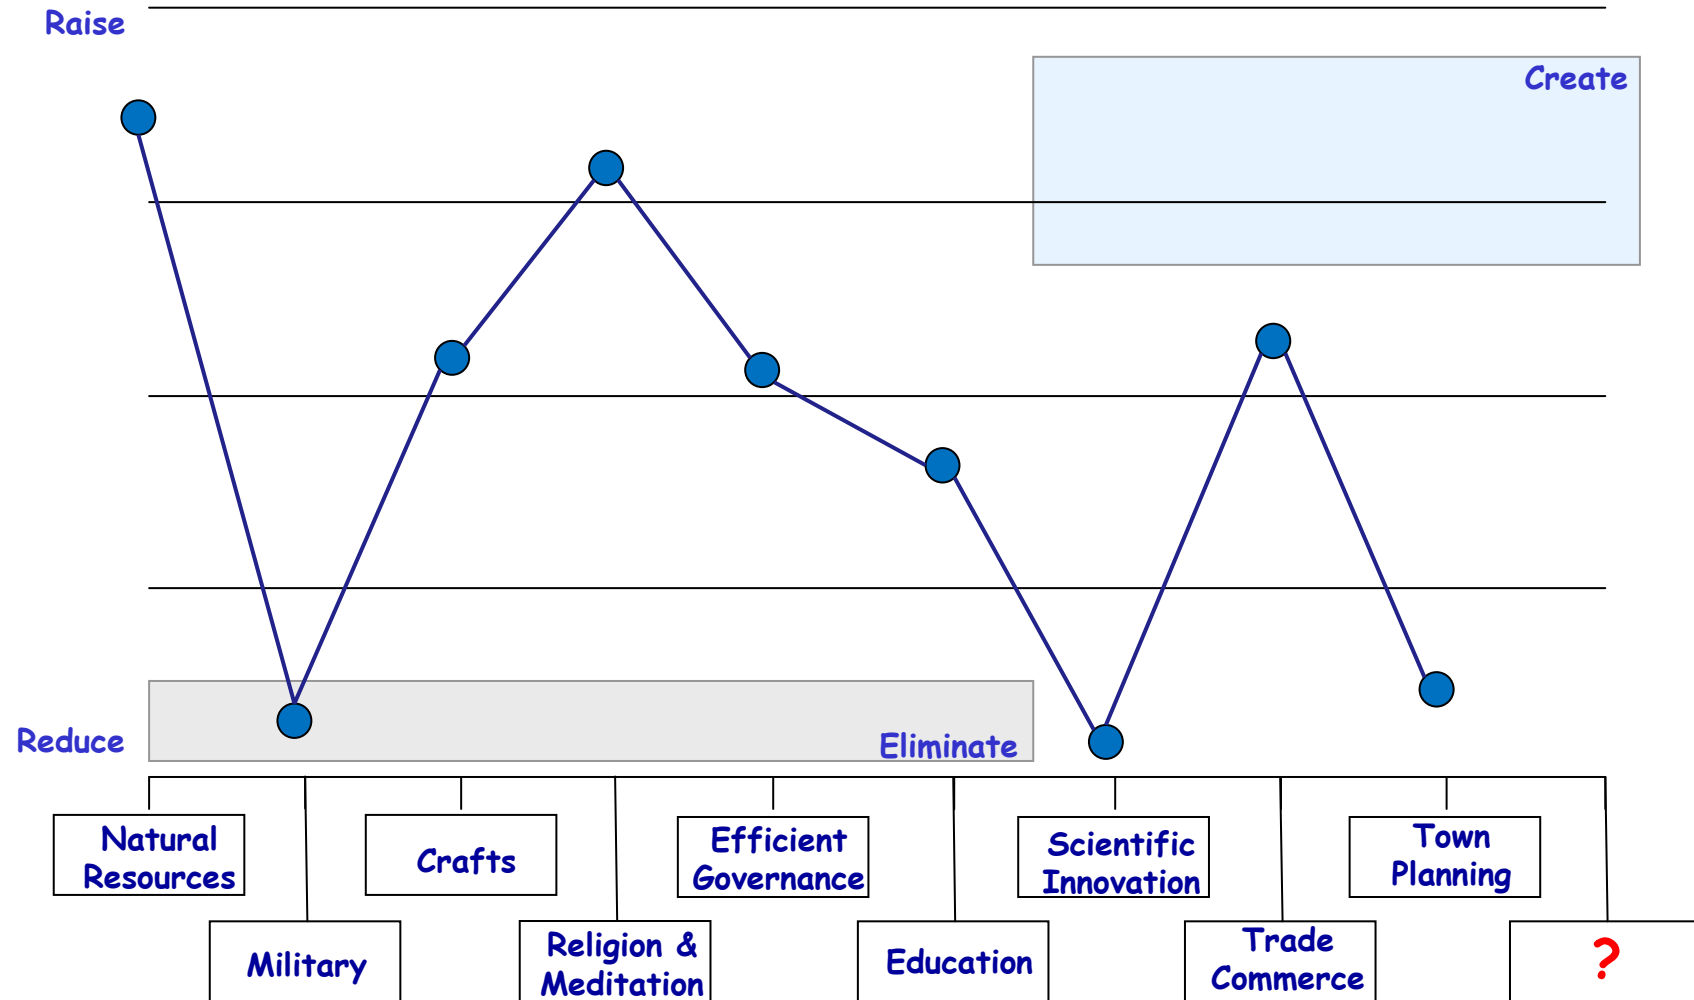 Raise
Create
Reduce
Eliminate
Natural
Resources
Military
Crafts
Religion &
Meditation
Efficient
Governance
Education
Scientific
Innovation
Trade
Commerce
Town
Planning
?